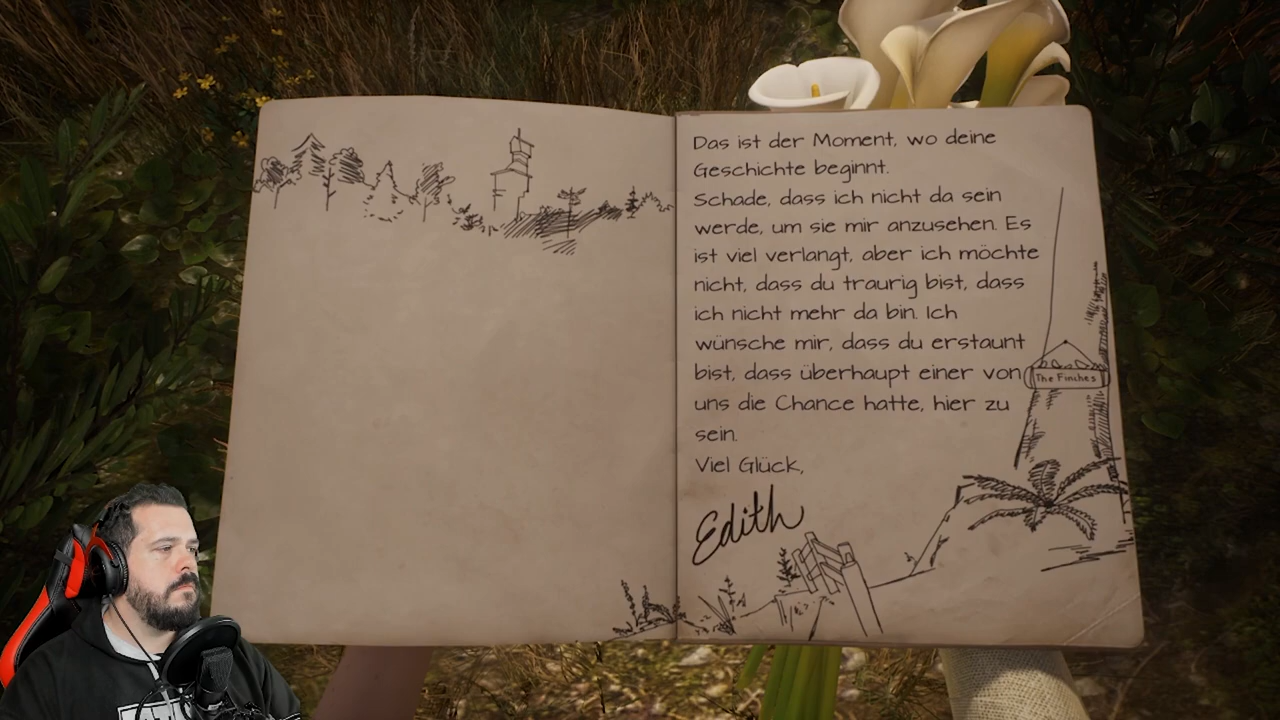 Das ist der Moment, wo deine
Geschichte beginnt.
Schade, dass ich nicht da sein
werde, um sie mir anzusehen. Es
ist viel verlangt, aber ich möchte
nicht, dass du traurig bist, dass
ich nicht mehr da bin. Ich
wünsche mir, dass du erstaunt
bist, dass überhaupt einer von
uns die Chance hatte, hier zu
sein.
Viel Glück,
Edith
The Finches